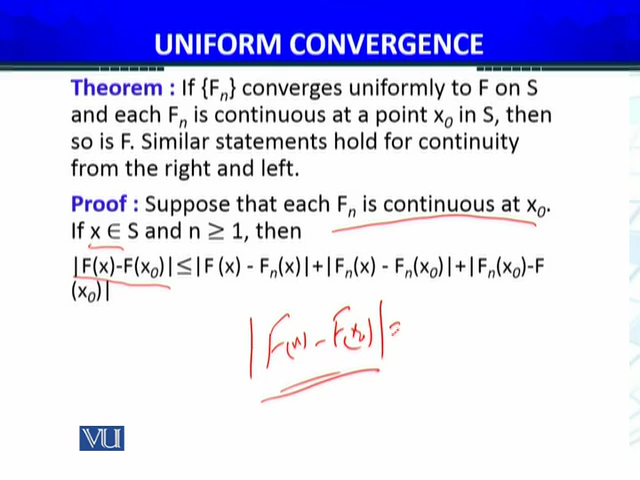 UNIFORM CONVERGENCE
Theorem : If {Fₙ} converges uniformly to F on S
and each Fₙ is continuous at a point x₀ in S, then
so is F. Similar statements hold for continuity
from the right and left.
Proof : Suppose that each Fₙ is continuous at x₀.
If x ∈ S and n ≥ 1, then
|F(x)-F(x₀)|≤|F (x) - Fₙ(x)|+|Fₙ(x) - Fₙ(x₀)|+|Fₙ(x₀)-F
(x₀)|
|F(x) - F(x₀)| =
VU